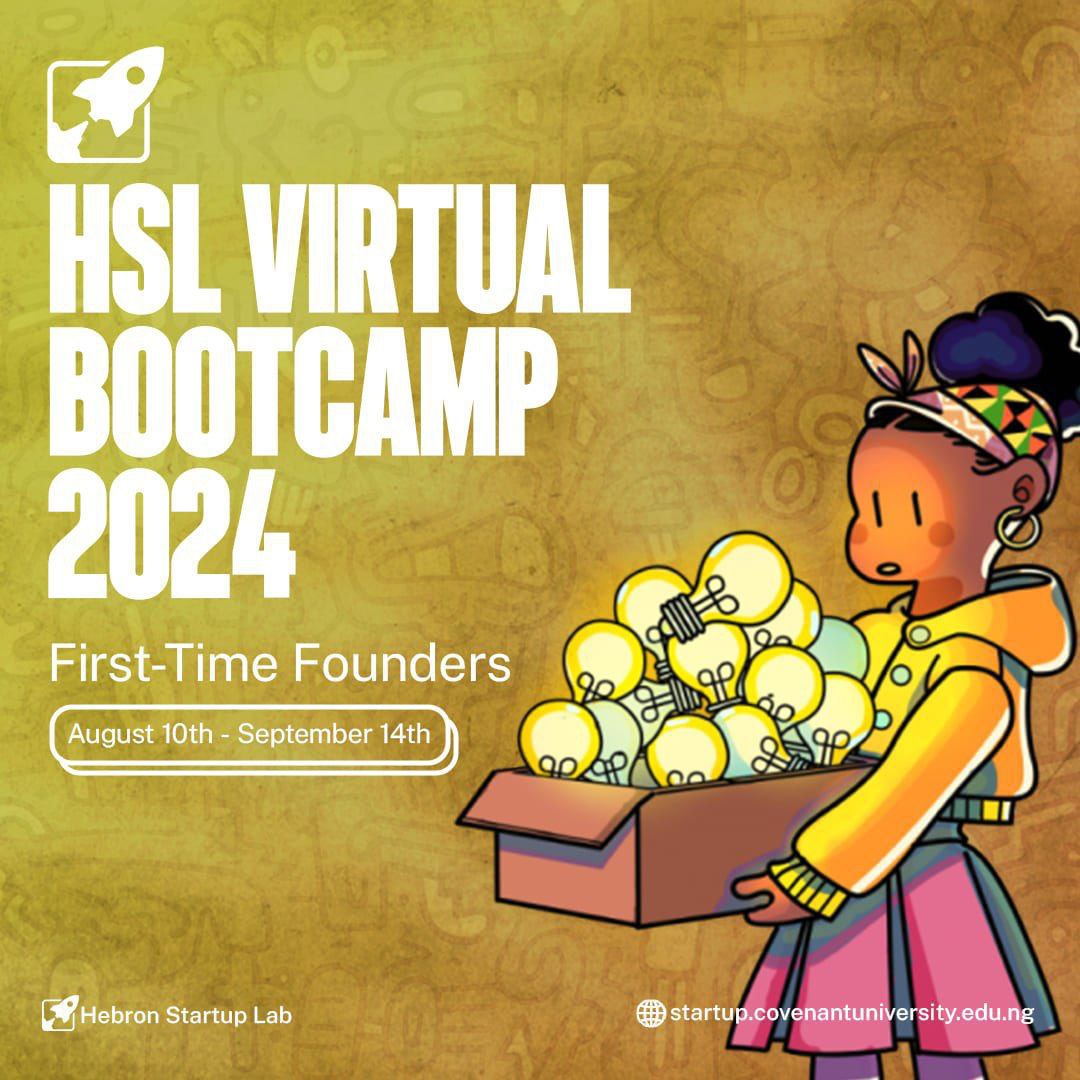 HSL VIRTUAL
BOOTCAMP
2024
First-Time Founders
August 10th - September 14th
Hebron Startup Lab
startup.covenantuniversity.edu.ng